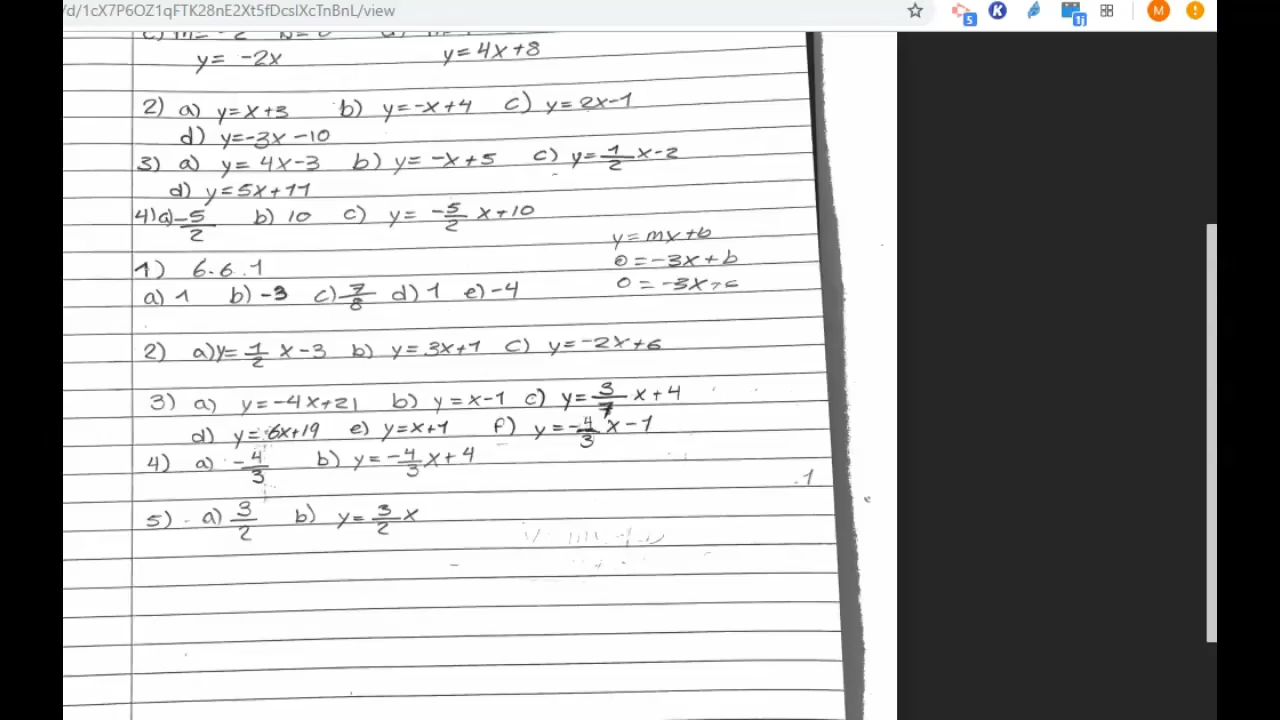 /d/1cX7P6OZ1qFTK28nE2Xt5fDcslXcTnBnL/view
y= -2x y=4x+8
2) a) y=x+3 b) y=-x+4 c) y=2x-1
d) y=-3x-10
3) a) y=4x-3 b) y=-x+5 c) y=1/2 x-2
d) y=5x+11
4) a) -5/2 b) 10 c) y= -5/2 x+10
y=mx+b
1) 6.6.1
0=-3x+b
a) 1 b) -3 c) 7/8 d) 1 e) -4
0=-3x
2) a) y=1/2 x-3 b) y=3x+1 c) y=-2x+6
3) a) y=-4x+21 b) y=x-1 c) y=3/7 x+4
d) y=6x+19 e) y=x+1 f) y=-4/3 x-1
4) a) -4/3 b) y=-4/3 x+4
.1
5) a) 3/2 b) y=3/2 x